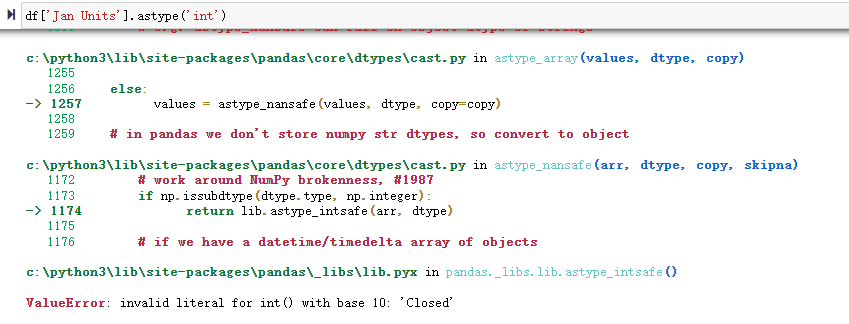 df['Jan Units'].astype('int')
c:\python3\lib\site-packages\pandas\core\dtypes\cast.py in astype_array(values, dtype, copy)
1255
1256 else:
-> 1257 values = astype_nansafe(values, dtype, copy=copy)
1258
1259 # in pandas we don't store numpy str dtypes, so convert to object
c:\python3\lib\site-packages\pandas\core\dtypes\cast.py in astype_nansafe(arr, dtype, copy, skipna)
1172 # work around NumPy brokenness, #1987
1173 if np.issubdtype(dtype.type, np.integer):
-> 1174 return lib.astype_intsafe(arr, dtype)
1175
1176 # if we have a datetime/timedelta array of objects
c:\python3\lib\site-packages\pandas\_libs\lib.pyx in pandas._libs.lib.astype_intsafe()
ValueError: invalid literal for int() with base 10: 'Closed'